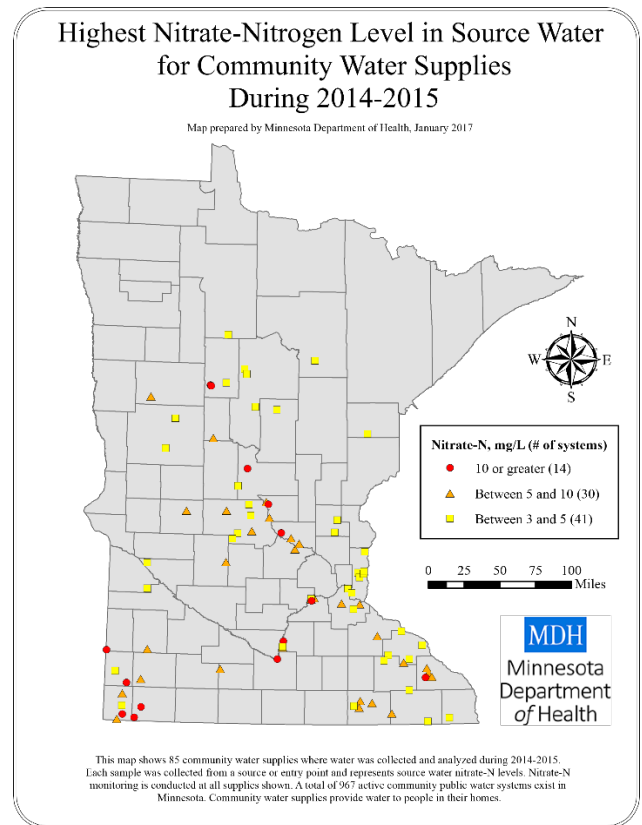 Highest Nitrate-Nitrogen Level in Source Water
for Community Water Supplies
During 2014-2015
Map prepared by Minnesota Department of Health, January 2017
N
W
E
S
Nitrate-N, mg/L (# of systems)
10 or greater (14)
Between 5 and 10 (30)
Between 3 and 5 (41)
0 25 50 75 100
Miles
MDH
Minnesota
Department
of Health
This map shows 85 community water supplies where water was collected and analyzed during 2014-2015.
Each sample was collected from a source or entry point and represents source water nitrate-N levels. Nitrate-N
monitoring is conducted at all supplies shown. A total of 967 active community public water systems exist in
Minnesota. Community water supplies provide water to people in their homes.